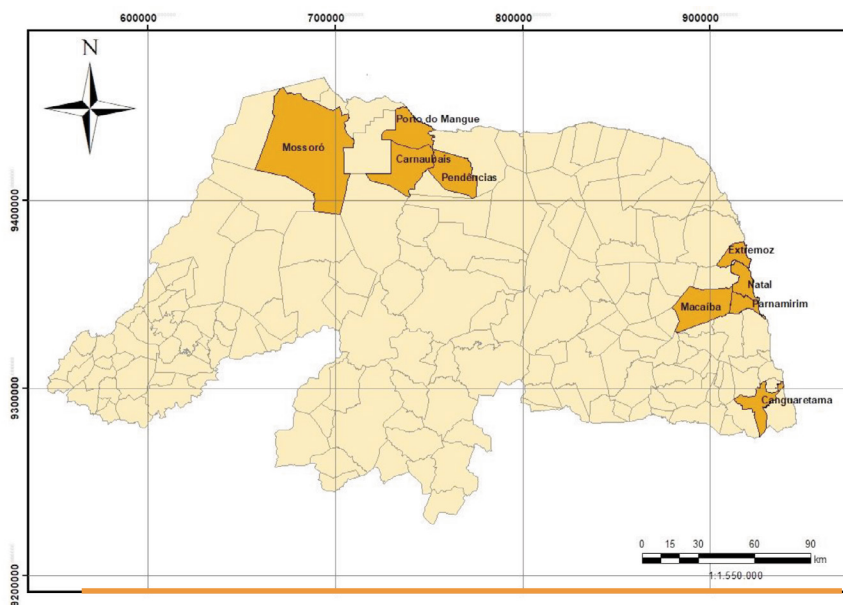 600000 700000 800000 900000
N
Porto do Mangue
Mossoró
Carnaubais
Pendências
9400000
Extremoz
Natal
Macaíba
Parnamirim
9300000
Canguaretama
0 15 30 60 90
km
1:1.550.000
9200000